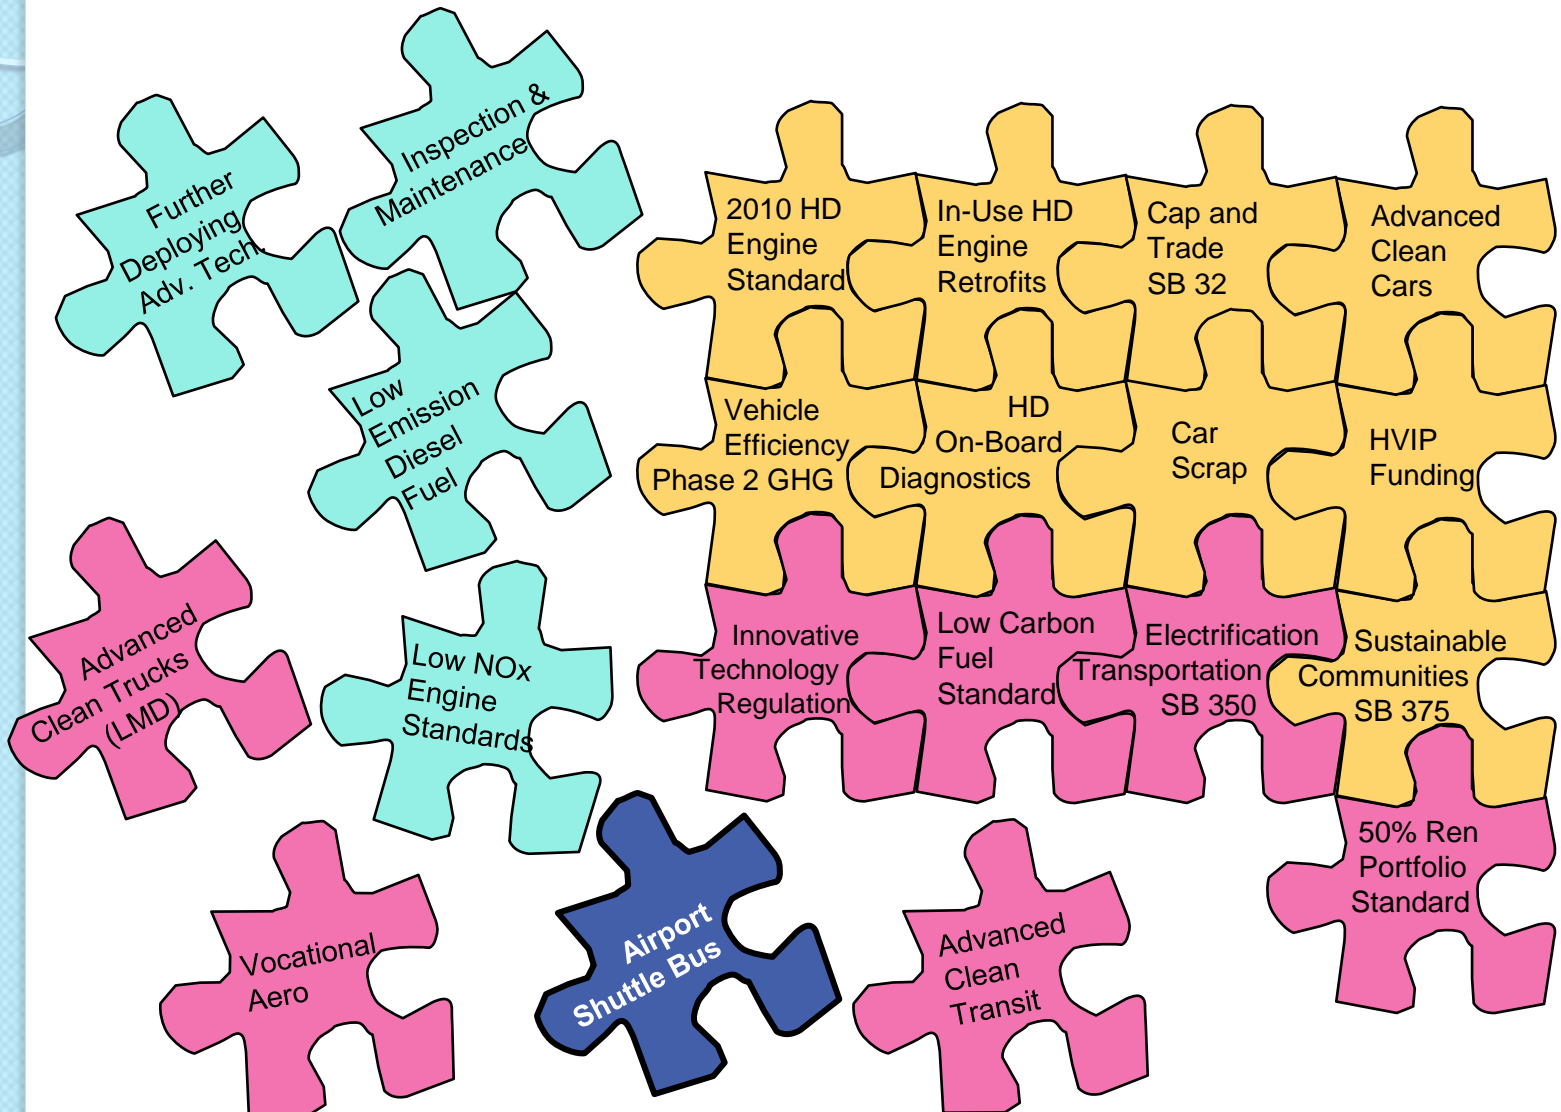 Inspection &
Maintenance
Further
Deploying
Adv. Tech.
Low
Emission
Diesel
Fuel
2010 HD
Engine
Standard
In-Use HD
Engine
Retrofits
Cap and
Trade
SB 32
Advanced
Clean
Cars
Vehicle
Efficiency
Phase 2 GHG
HD
On-Board
Diagnostics
Car
Scrap
HVIP
Funding
Advanced
Clean Trucks
(LMD)
Low NOx
Engine
Standards
Innovative
Technology
Regulation
Low Carbon
Fuel
Standard
Electrification
Transportation
SB 350
Sustainable
Communities
SB 375
50% Ren
Portfolio
Standard
Vocational
Aero
Airport
Shuttle Bus
Advanced
Clean
Transit